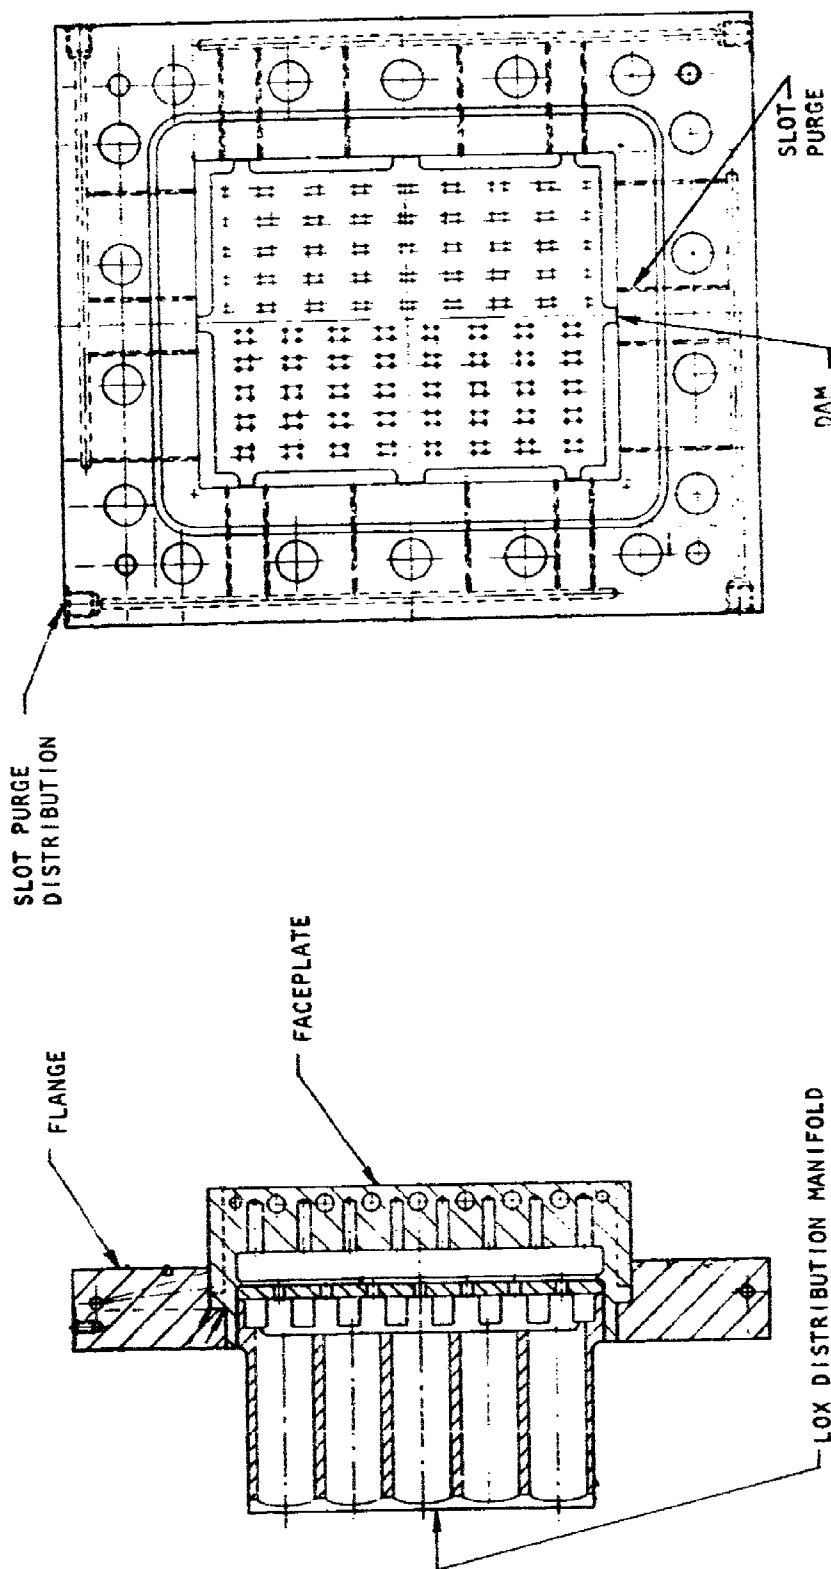 SLOT PURGE
DISTRIBUTION
FLANGE
FACEPLATE
LOX DISTRIBUTION MANIFOLD
DAM
SLOT
PURGE